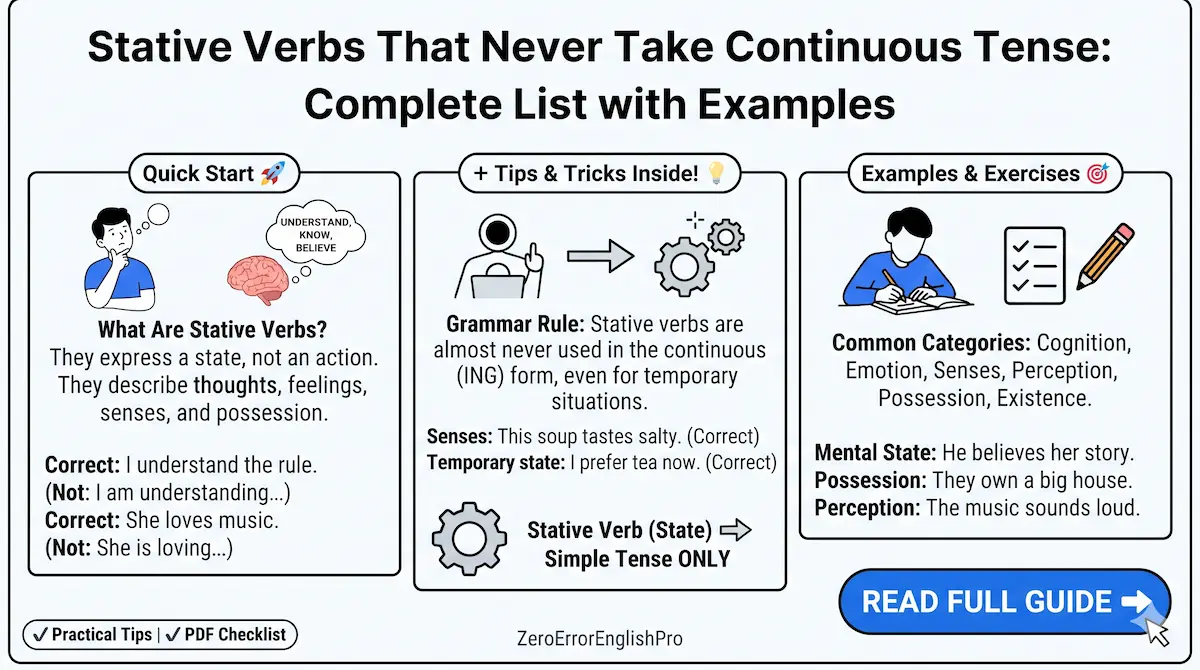 Stative Verbs That Never Take Continuous Tense:
Complete List with Examples
Quick Start 🚀
UNDERSTAND,
KNOW,
BELIEVE
What Are Stative Verbs?
They express a state, not an action.
They describe thoughts, feelings,
senses, and possession.
Correct: I understand the rule.
(Not: I am understanding...)
Correct: She loves music.
(Not: She is loving...)
+ Tips & Tricks Inside! 💡
Grammar Rule: Stative verbs are
almost never used in the continuous
(ING) form, even for temporary
situations.
Senses: This soup tastes salty. (Correct)
Temporary state: I prefer tea now. (Correct)
Stative Verb (State) ⇨
Simple Tense ONLY
Examples & Exercises 🎯
Common Categories: Cognition,
Emotion, Senses, Perception,
Possession, Existence.
Mental State: He believes her story.
Possession: They own a big house.
Perception: The music sounds loud.
READ FULL GUIDE ➡
✓ Practical Tips | ✓ PDF Checklist
ZeroErrorEnglishPro